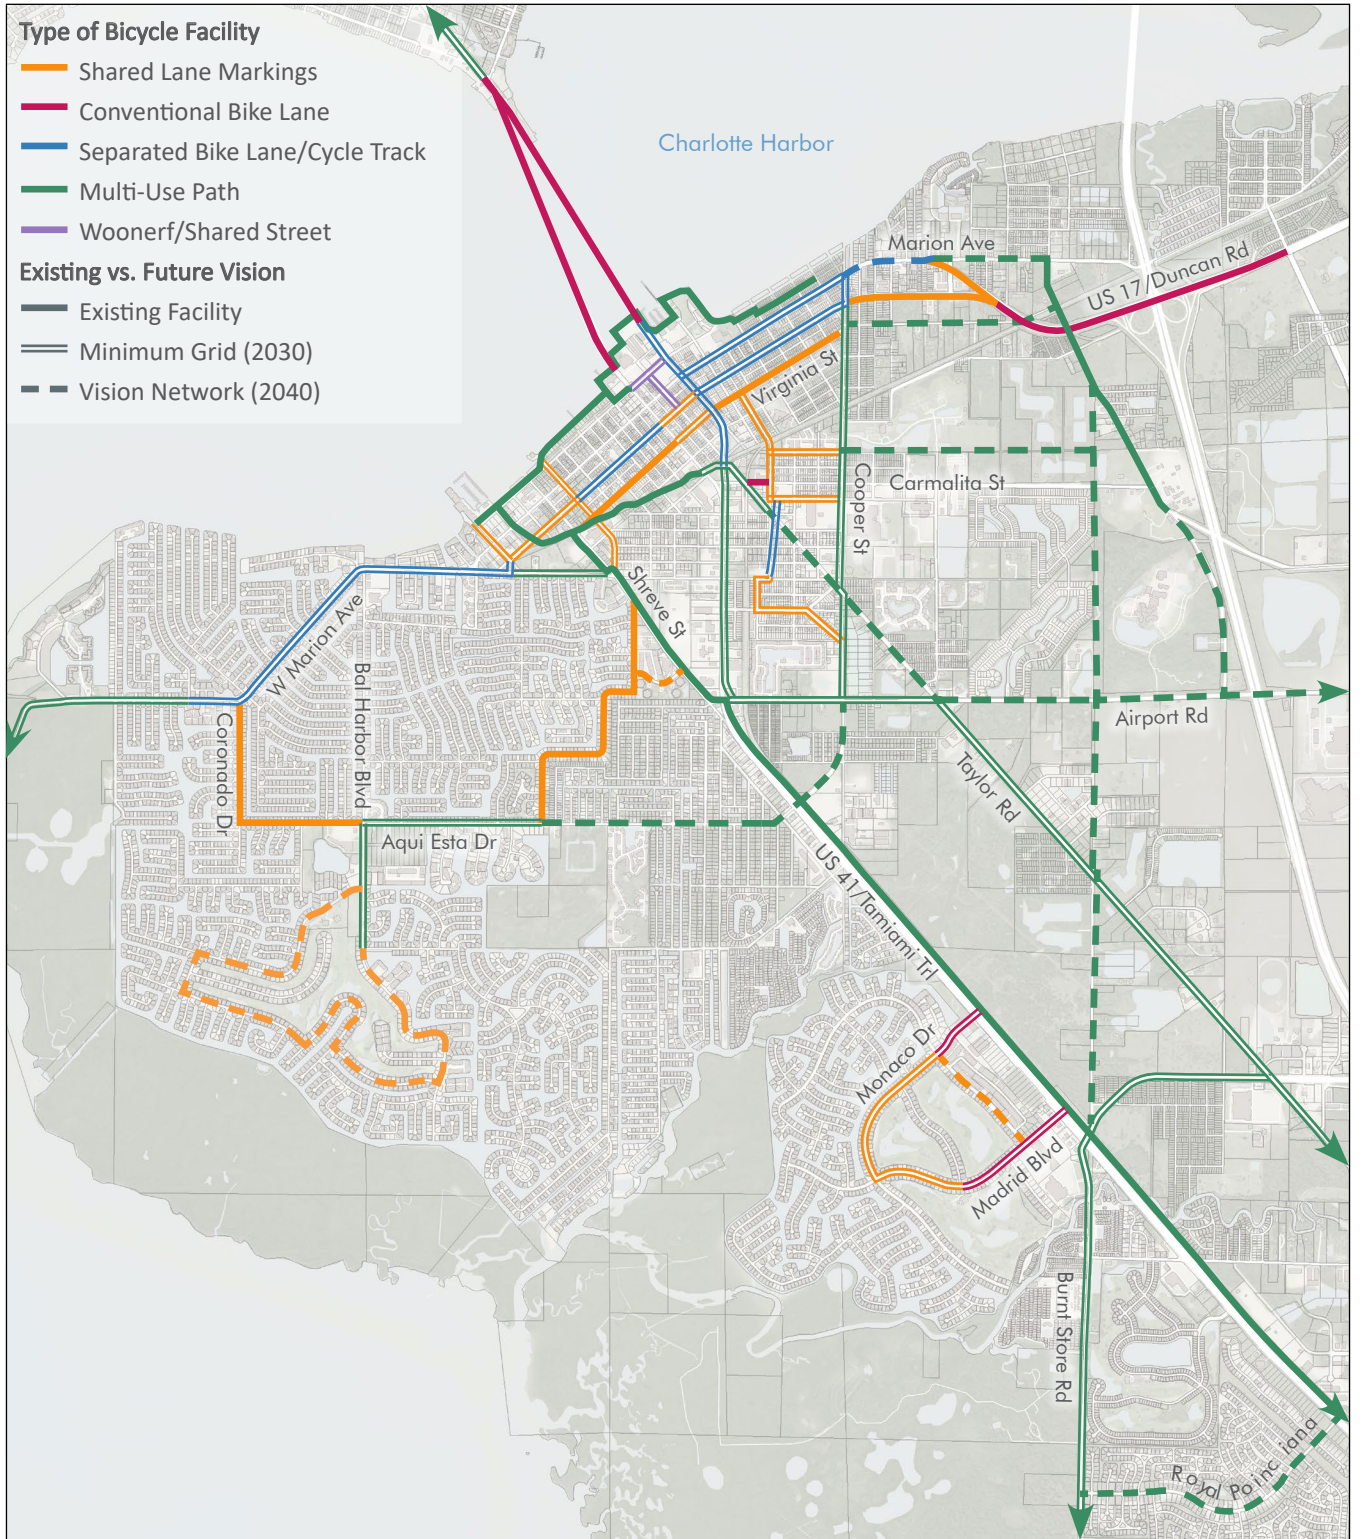 Type of Bicycle Facility
Shared Lane Markings
Conventional Bike Lane
Separated Bike Lane/Cycle Track
Multi-Use Path
Woonerf/Shared Street
Existing vs. Future Vision
Existing Facility
Minimum Grid (2030)
Vision Network (2040)
Charlotte Harbor
Marion Ave
US 17/Duncan Rd
Virginia St
Cooper St
Carmalita St
Shreve St
W Marion Ave
Bal Harbor Blvd
Coronado Dr
Airport Rd
Taylor Rd
Aqui Esta Dr
US 41/Tamiami Trl
Monaco Dr
Madrid Blvd
Burnt Store Rd
Royal Poinciana